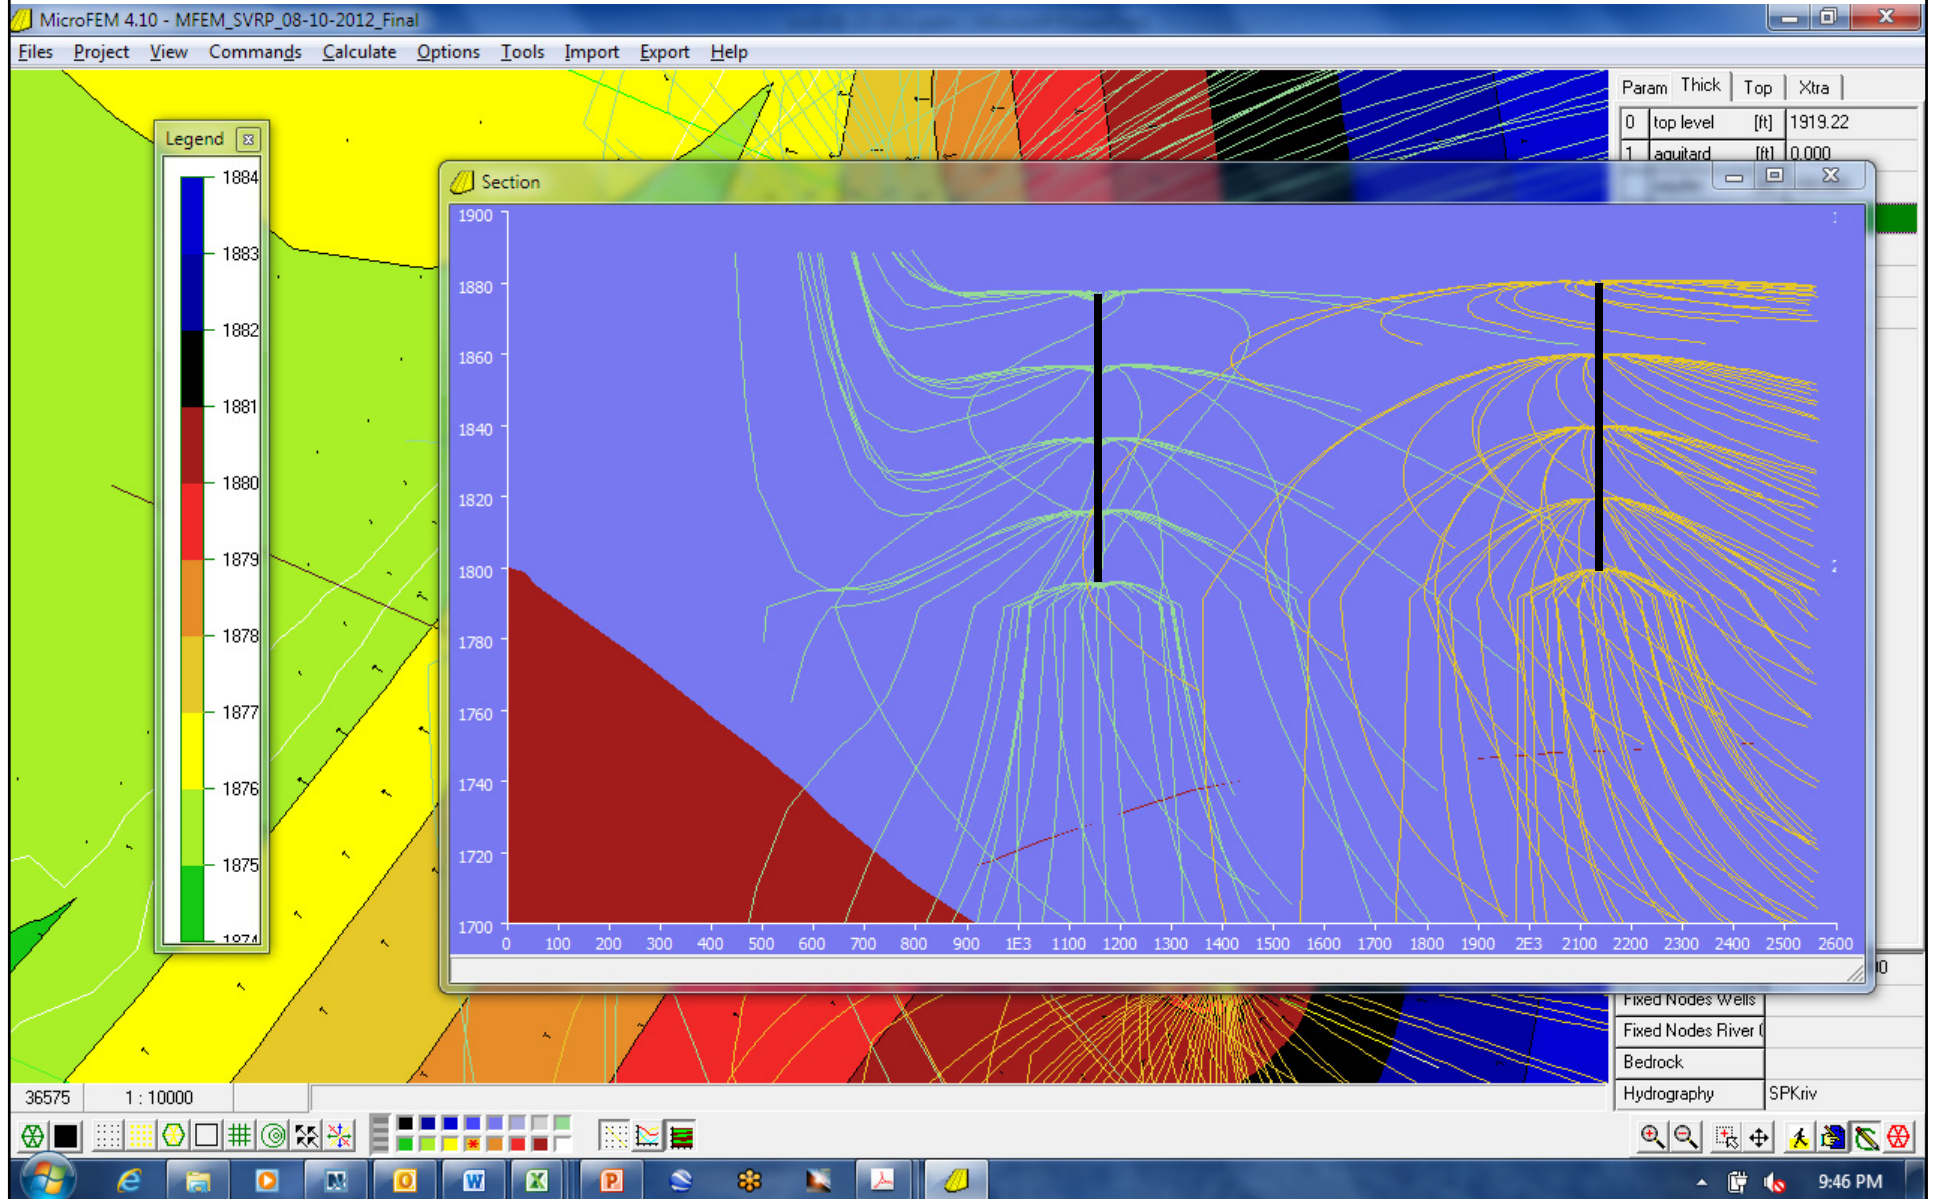 MicroFEM 4.10 - MFEM_SVRP_08-10-2012_Final
Files Project View Commands Calculate Options Tools Import Export Help
Param Thick Top Xtra
0 top level [ft] 1919.22
1 aquitard [ft] 0.000
Legend
1884
1883
1882
1881
1880
1879
1878
1877
1876
1875
1974
Section
1900
1880
1860
1840
1820
1800
1780
1760
1740
1720
1700
0 100 200 300 400 500 600 700 800 900 1E3 1100 1200 1300 1400 1500 1600 1700 1800 1900 2E3 2100 2200 2300 2400 2500 2600
Fixed Nodes Wells
Fixed Nodes River
Bedrock
Hydrography SPKriv
36575 1 : 10000
9:46 PM